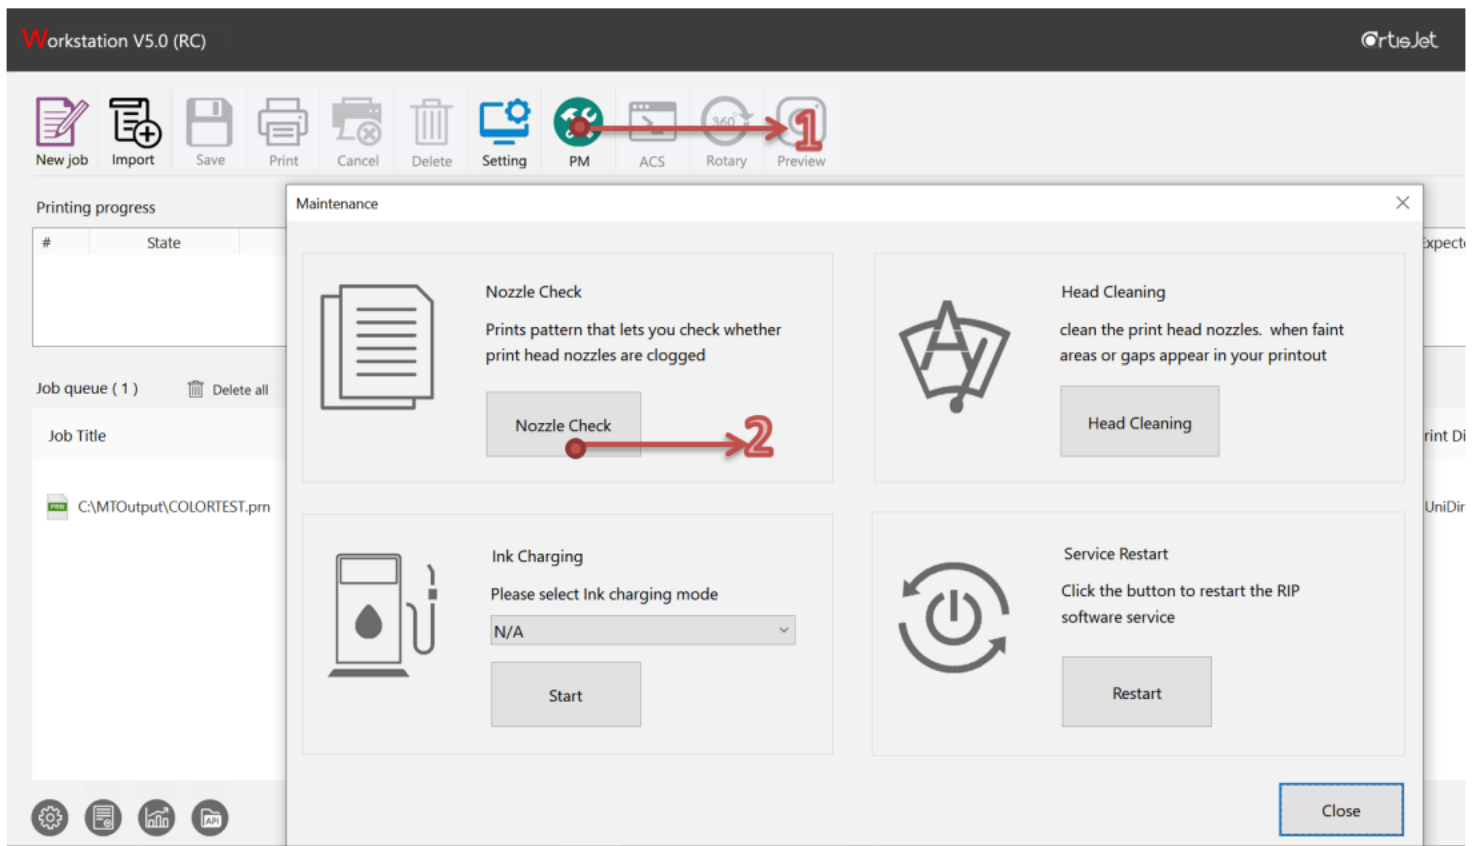 Workstation V5.0 (RC)
artisJet
New job
Import
Save
Print
Cancel
Delete
Setting
PM
ACS
360°
Rotary
Preview
1
Printing progress
#
State
Maintenance
Nozzle Check
Prints pattern that lets you check whether
print head nozzles are clogged
Nozzle Check
2
Head Cleaning
clean the print head nozzles. when faint
areas or gaps appear in your printout
Head Cleaning
Job queue ( 1 )
Delete all
Job Title
PRN
C:\MTOutput\COLORTEST.prn
Expecte
rint Di
UniDir
Ink Charging
Please select Ink charging mode
N/A
Start
Service Restart
Click the button to restart the RIP
software service
Restart
API
Close